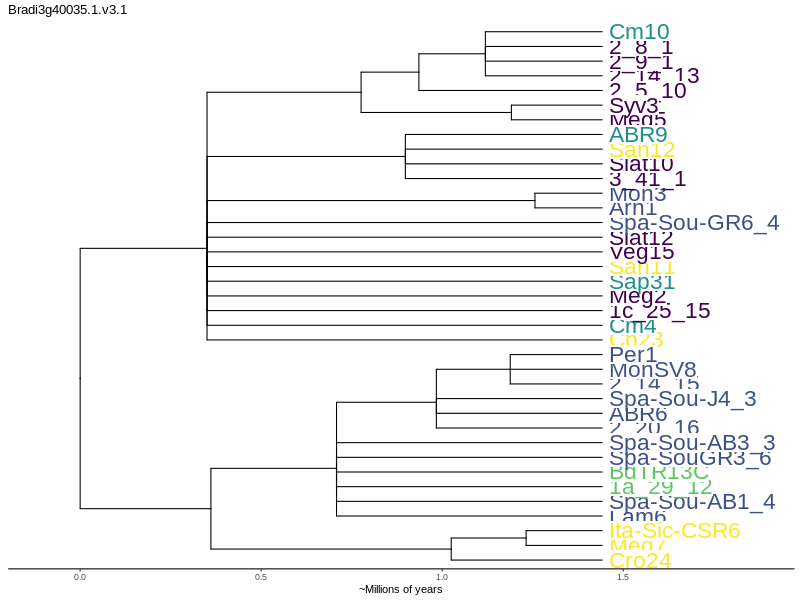 Bradi3g40035.1.v3.1
Cm10
2_8_1
2_9_1
2_14_13
2_5_10
Syv3
Meg5
ABR9
San12
Slat10
3_41_1
Mon3
Arn1
Spa-Sou-GR6_4
Slat12
Veg15
San11
Sap31
Meg2
1c_25_15
Cm4
Co23
Per1
MonSV8
2_14_15
Spa-Sou-J4_3
ABR6
2_20_16
Spa-Sou-AB3_3
Spa-SouGR3_6
BdTR13C
1a_29_12
Spa-Sou-AB1_4
Lam6
Ita-Sic-CSR6
Meg7
Cro24
0.0 0.5 1.0 1.5
~Millions of years